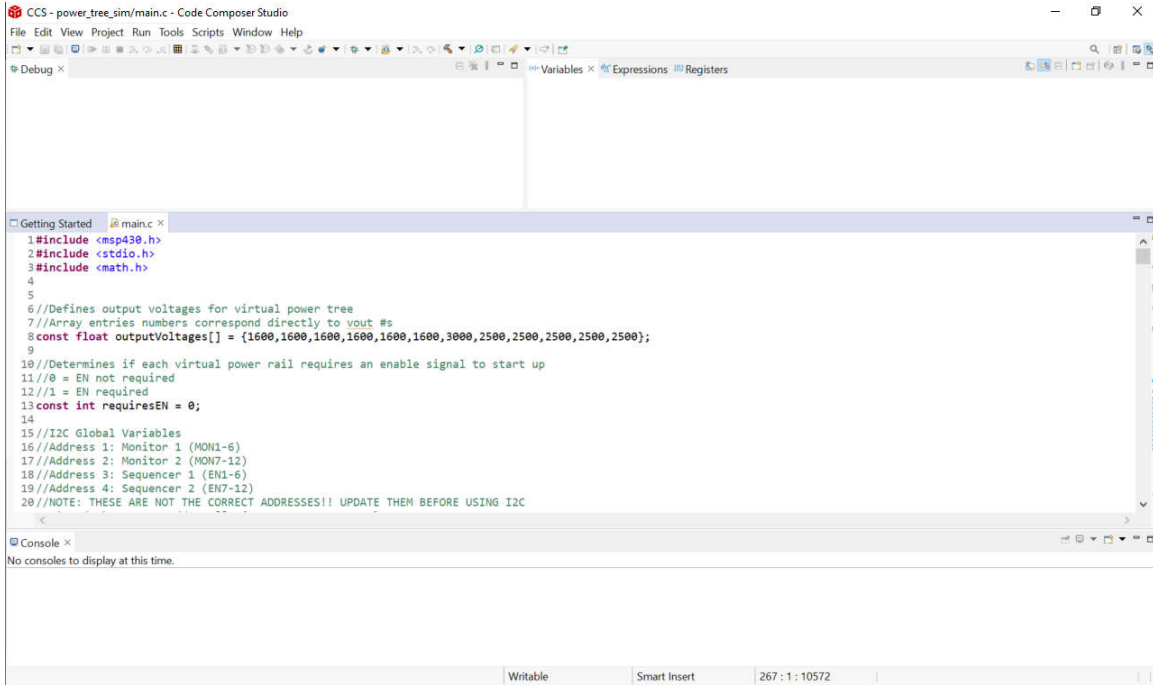 CCS - power_tree_sim/main.c - Code Composer Studio
File Edit View Project Run Tools Scripts Window Help
Debug
Variables Expressions Registers
Getting Started main.c
1 #include <msp430.h>
2 #include <stdio.h>
3 #include <math.h>
4
5
6 //Defines output voltages for virtual power tree
7 //Array entries numbers correspond directly to vout #s
8 const float outputVoltages[] = {1600,1600,1600,1600,1600,1600,3000,2500,2500,2500,2500,2500};
9
10 //Determines if each virtual power rail requires an enable signal to start up
11 //0 = EN not required
12 //1 = EN required
13 const int requiresEN = 0;
14
15 //I2C Global Variables
16 //Address 1: Monitor 1 (MON1-6)
17 //Address 2: Monitor 2 (MON7-12)
18 //Address 3: Sequencer 1 (EN1-6)
19 //Address 4: Sequencer 2 (EN7-12)
20 //NOTE: THESE ARE NOT THE CORRECT ADDRESSES!! UPDATE THEM BEFORE USING I2C
Console
No consoles to display at this time.
Writable Smart Insert 267 : 1 : 10572